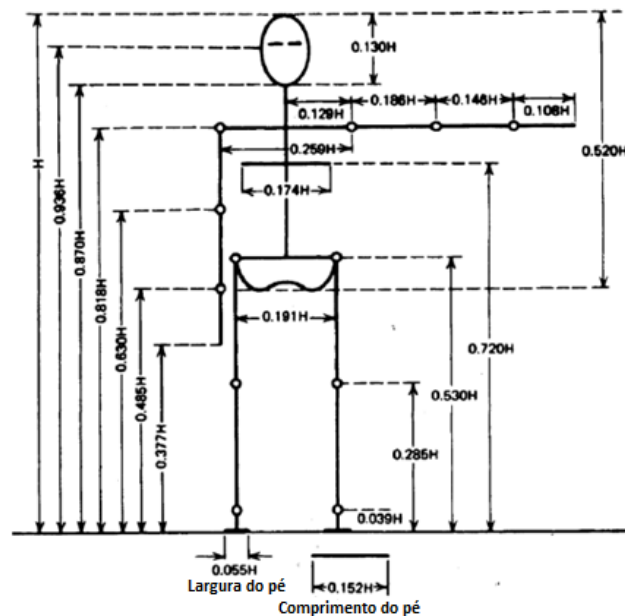 0.130H
0.129H
0.186H
0.146H
0.108H
0.259H
0.174H
0.520H
H
0.936H
0.870H
0.818H
0.630H
0.485H
0.377H
0.191H
0.720H
0.530H
0.285H
0.039H
0.055H
Largura do pé
0.152H
Comprimento do pé